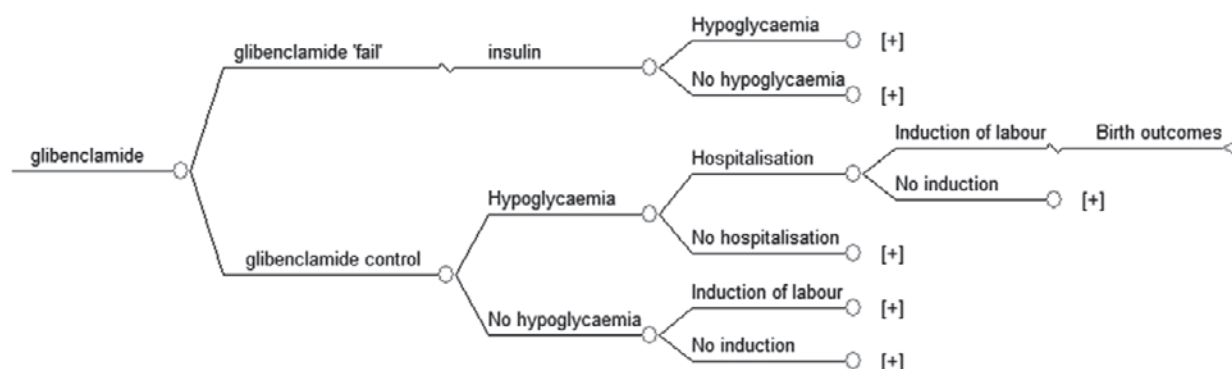 Hypoglycaemia [+]
glibenclamide 'fail' insulin
No hypoglycaemia [+]
Induction of labour Birth outcomes
glibenclamide Hospitalisation
No induction [+]
Hypoglycaemia
No hospitalisation [+]
glibenclamide control
Induction of labour [+]
No hypoglycaemia
No induction [+]